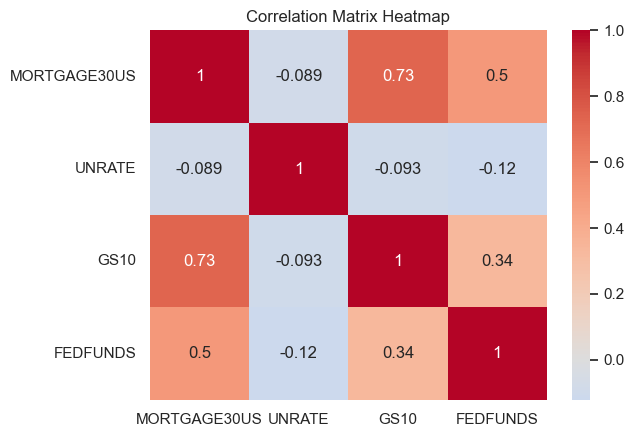 Correlation Matrix Heatmap
MORTGAGE30US 1 -0.089 0.73 0.5
UNRATE -0.089 1 -0.093 -0.12
GS10 0.73 -0.093 1 0.34
FEDFUNDS 0.5 -0.12 0.34 1
MORTGAGE30US UNRATE GS10 FEDFUNDS
1.0
0.8
0.6
0.4
0.2
0.0